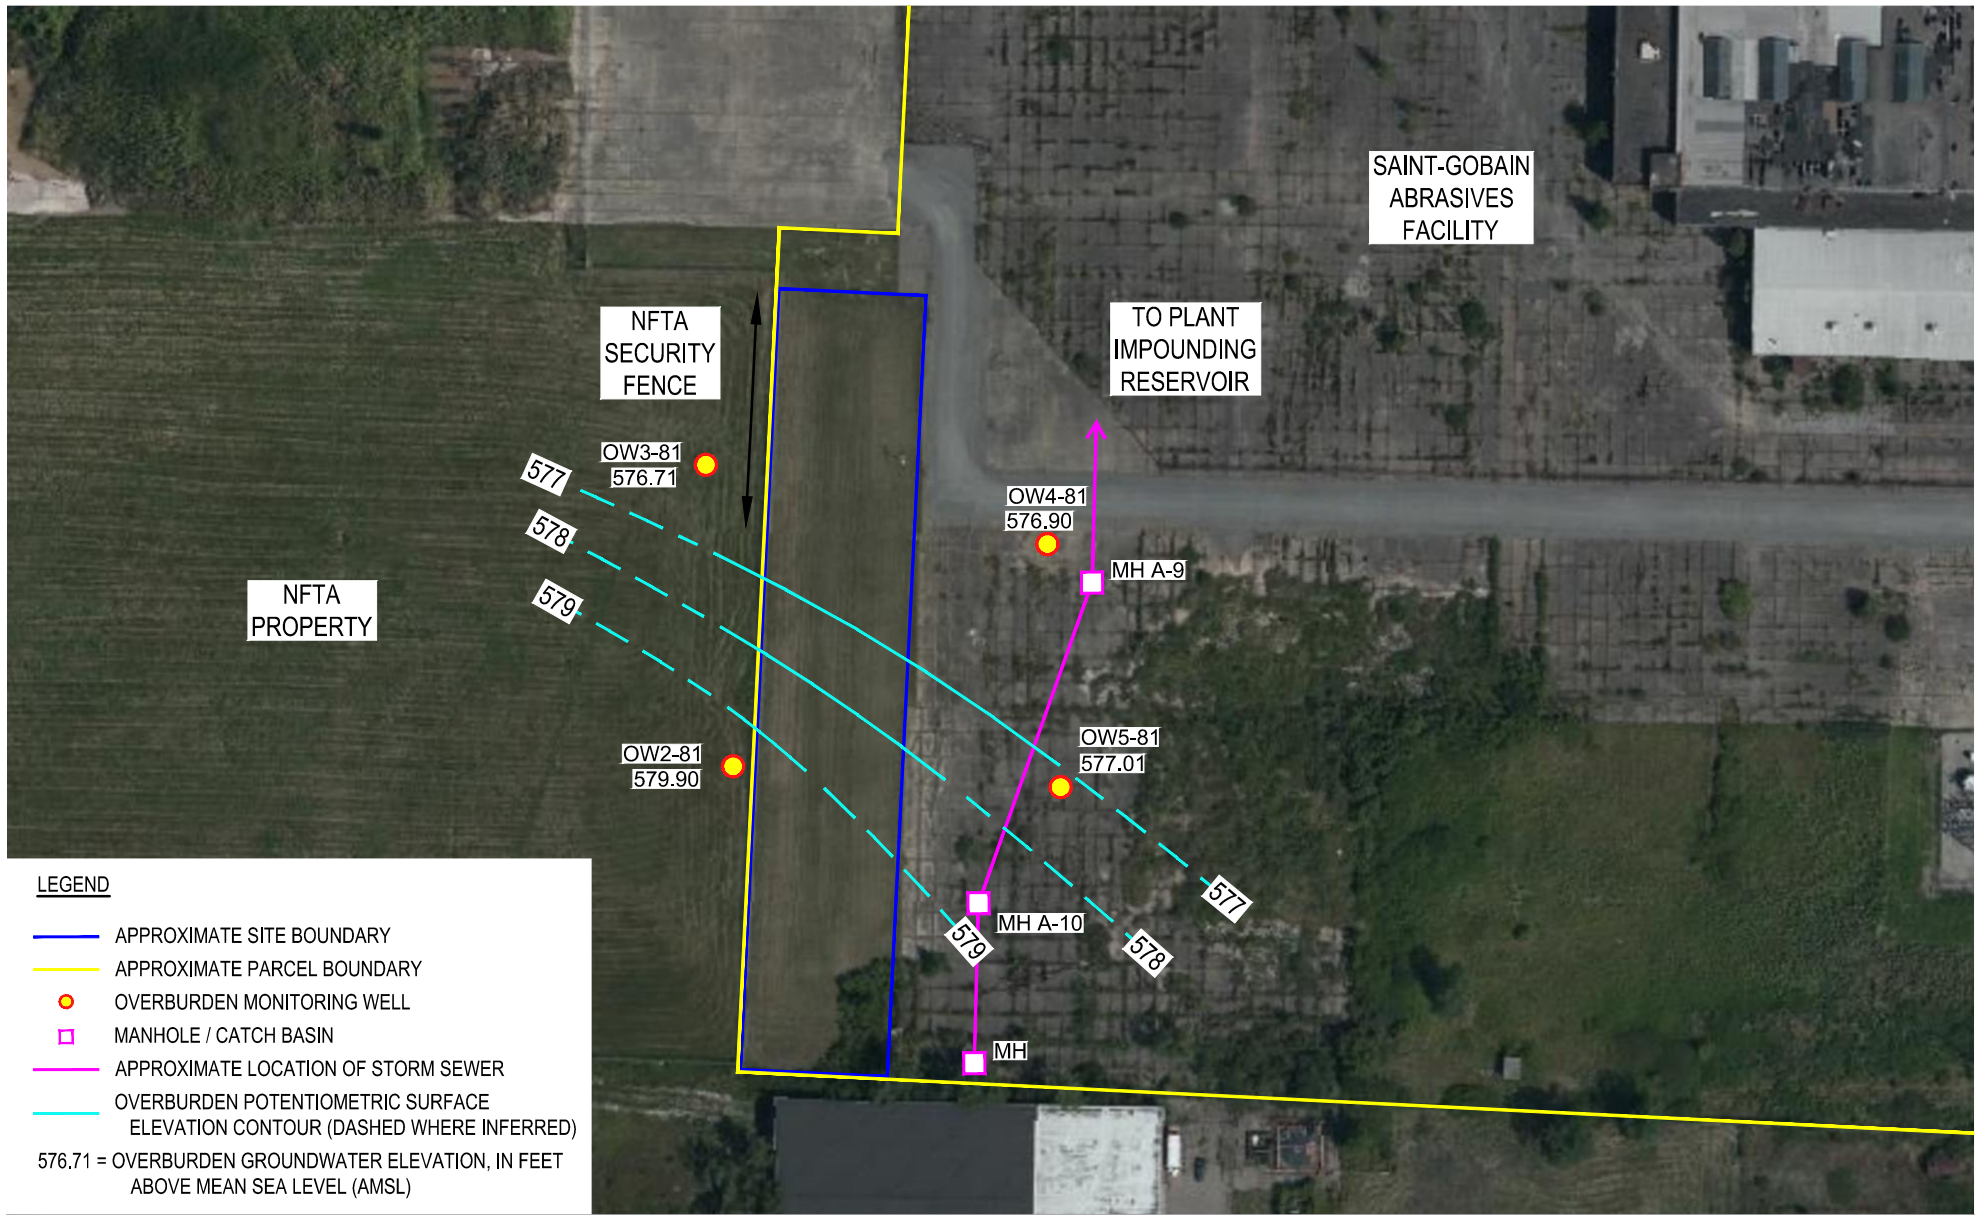 SAINT-GOBAIN
ABRASIVES
FACILITY
NFTA
SECURITY
FENCE
TO PLANT
IMPOUNDING
RESERVOIR
OW3-81
576.71
577
578
579
OW4-81
576.90
MH A-9
NFTA
PROPERTY
OW2-81
579.90
OW5-81
577.01
577
578
579
MH A-10
MH
LEGEND
APPROXIMATE SITE BOUNDARY
APPROXIMATE PARCEL BOUNDARY
OVERBURDEN MONITORING WELL
MANHOLE / CATCH BASIN
APPROXIMATE LOCATION OF STORM SEWER
OVERBURDEN POTENTIOMETRIC SURFACE
ELEVATION CONTOUR (DASHED WHERE INFERRED)
576.71 = OVERBURDEN GROUNDWATER ELEVATION, IN FEET
ABOVE MEAN SEA LEVEL (AMSL)